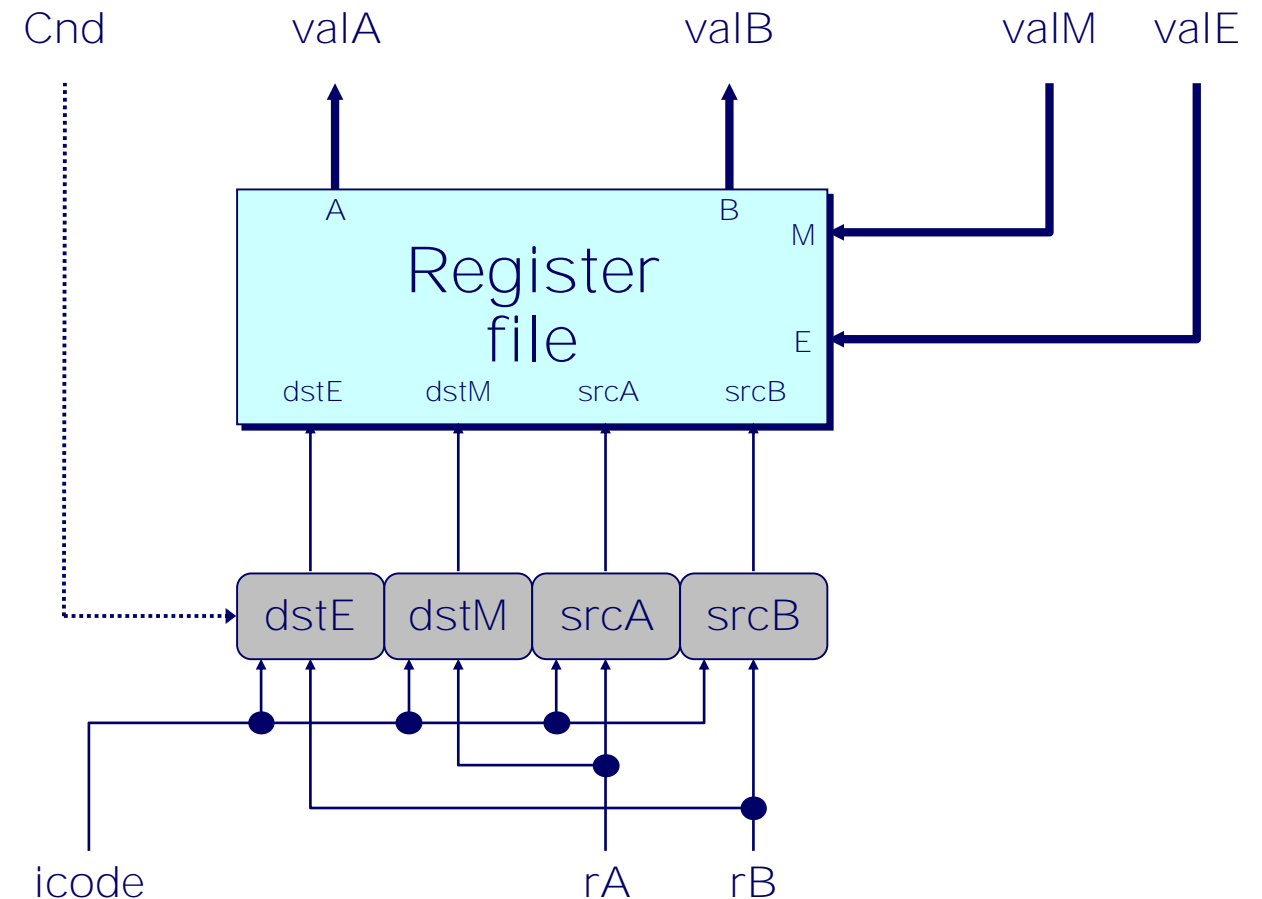 Cnd valA valB valM valE
A B
M
Register
file
E
dstE dstM srcA srcB
dstE dstM srcA srcB
icode rA rB